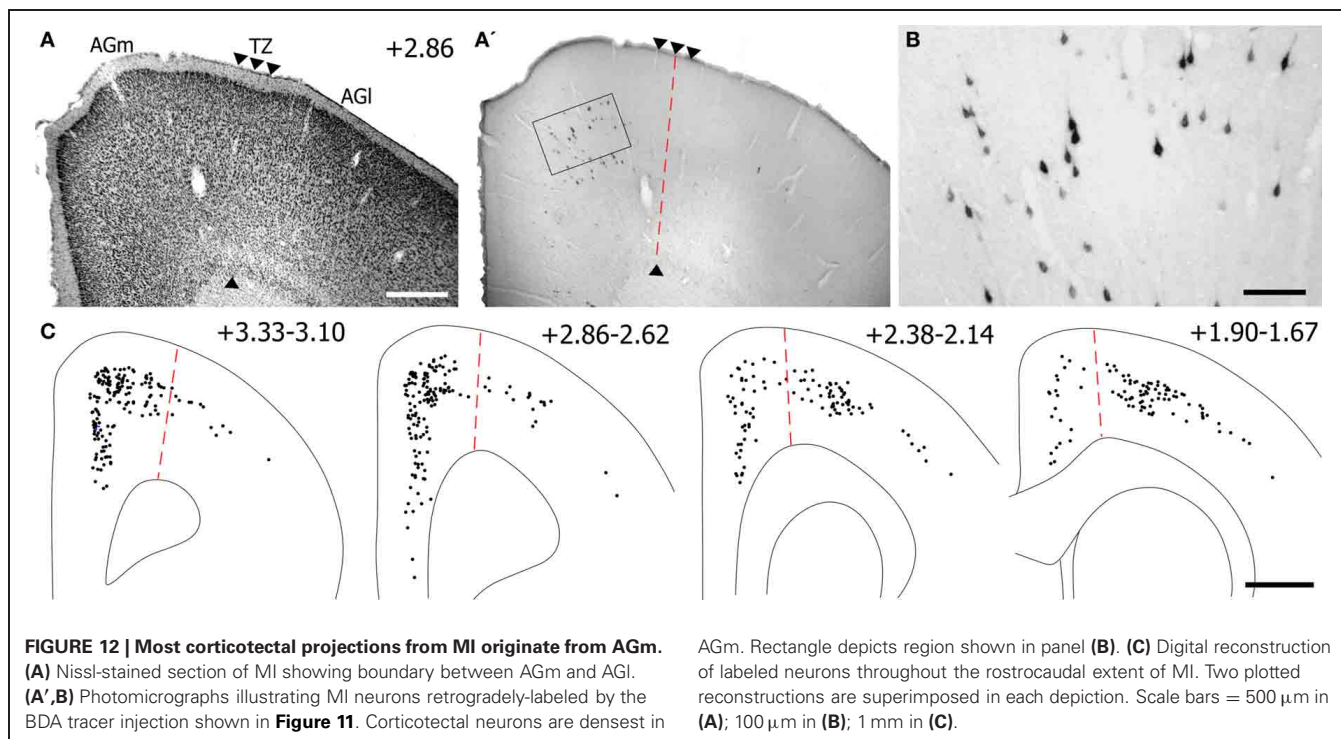 A
AGm
TZ
+2.86
AGl
A′
B
C
+3.33-3.10
+2.86-2.62
+2.38-2.14
+1.90-1.67
FIGURE 12 | Most corticotectal projections from MI originate from AGm.
(A) Nissl-stained section of MI showing boundary between AGm and AGl.
(A′,B) Photomicrographs illustrating MI neurons retrogradely-labeled by the
BDA tracer injection shown in Figure 11. Corticotectal neurons are densest in
AGm. Rectangle depicts region shown in panel (B). (C) Digital reconstruction
of labeled neurons throughout the rostrocaudal extent of MI. Two plotted
reconstructions are superimposed in each depiction. Scale bars = 500 μm in
(A); 100 μm in (B); 1 mm in (C).